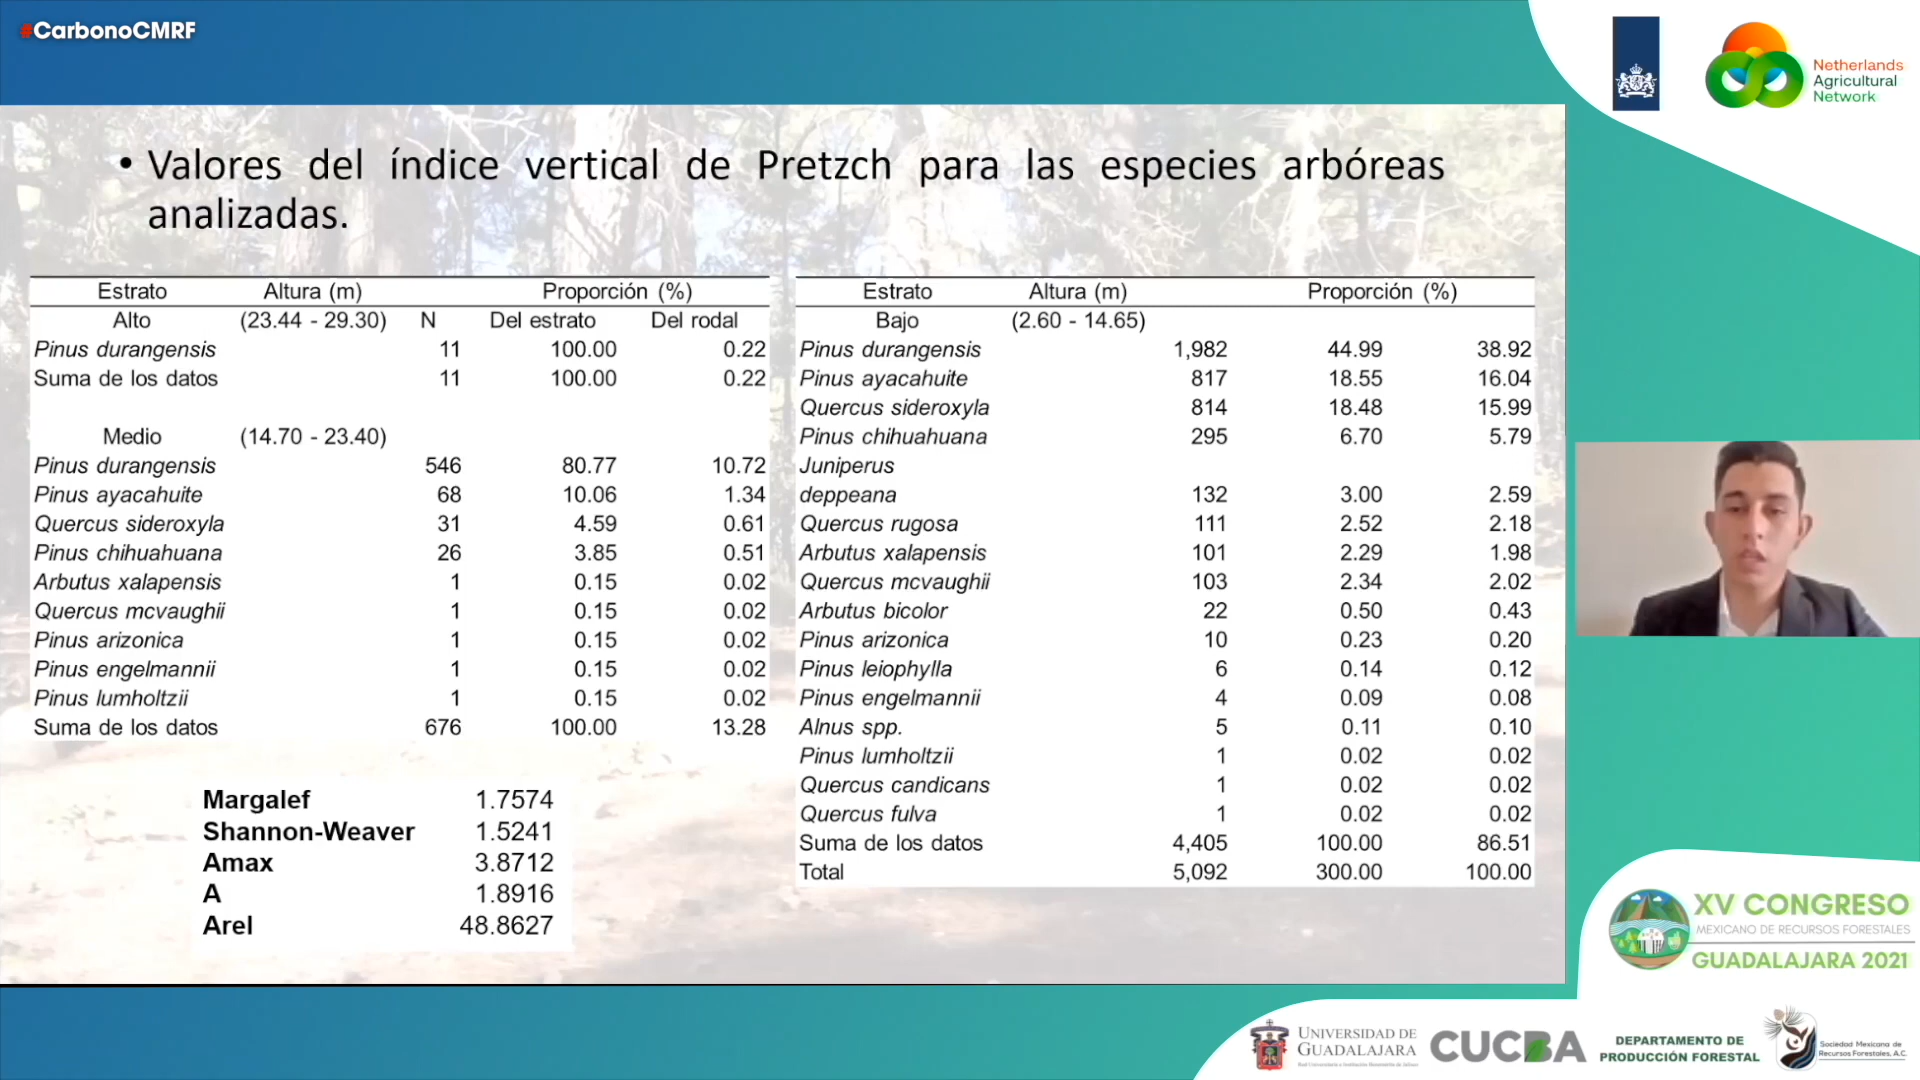 #CarbonoCMRF
Netherlands
Agricultural
Network
• Valores del índice vertical de Pretzch para las especies arbóreas
analizadas.
Estrato Altura (m) Proporción (%)
Alto (23.44 - 29.30) N Del estrato Del rodal
Pinus durangensis 11 100.00 0.22
Suma de los datos 11 100.00 0.22
Medio (14.70 - 23.40)
Pinus durangensis 546 80.77 10.72
Pinus ayacahuite 68 10.06 1.34
Quercus sideroxyla 31 4.59 0.61
Pinus chihuahuana 26 3.85 0.51
Arbutus xalapensis 1 0.15 0.02
Quercus mcvaughii 1 0.15 0.02
Pinus arizonica 1 0.15 0.02
Pinus engelmannii 1 0.15 0.02
Pinus lumholtzii 1 0.15 0.02
Suma de los datos 676 100.00 13.28
Margalef 1.7574
Shannon-Weaver 1.5241
Amax 3.8712
A 1.8916
Arel 48.8627
Estrato Altura (m) Proporción (%)
Bajo (2.60 - 14.65)
Pinus durangensis 1,982 44.99 38.92
Pinus ayacahuite 817 18.55 16.04
Quercus sideroxyla 814 18.48 15.99
Pinus chihuahuana 295 6.70 5.79
Juniperus
deppeana 132 3.00 2.59
Quercus rugosa 111 2.52 2.18
Arbutus xalapensis 101 2.29 1.98
Quercus mcvaughii 103 2.34 2.02
Arbutus bicolor 22 0.50 0.43
Pinus arizonica 10 0.23 0.20
Pinus leiophylla 6 0.14 0.12
Pinus engelmannii 4 0.09 0.08
Alnus spp. 5 0.11 0.10
Pinus lumholtzii 1 0.02 0.02
Quercus candicans 1 0.02 0.02
Quercus fulva 1 0.02 0.02
Suma de los datos 4,405 100.00 86.51
Total 5,092 300.00 100.00
XV CONGRESO
MEXICANO DE RECURSOS FORESTALES
GUADALAJARA 2021
UNIVERSIDAD DE
GUADALAJARA
CUCBA
DEPARTAMENTO DE
PRODUCCIÓN FORESTAL
Sociedad Mexicana de
Recursos Forestales, A.C.